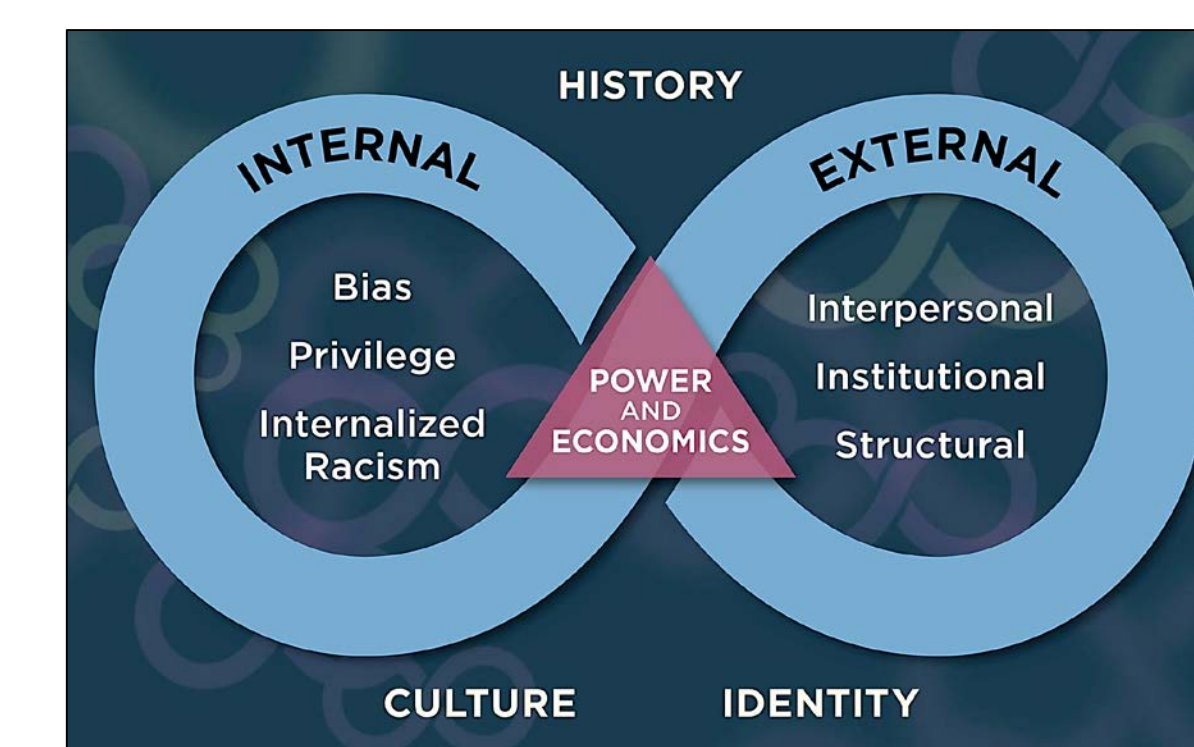 HISTORY
INTERNAL
Bias
Privilege
Internalized
Racism
POWER
AND
ECONOMICS
EXTERNAL
Interpersonal
Institutional
Structural
CULTURE
IDENTITY